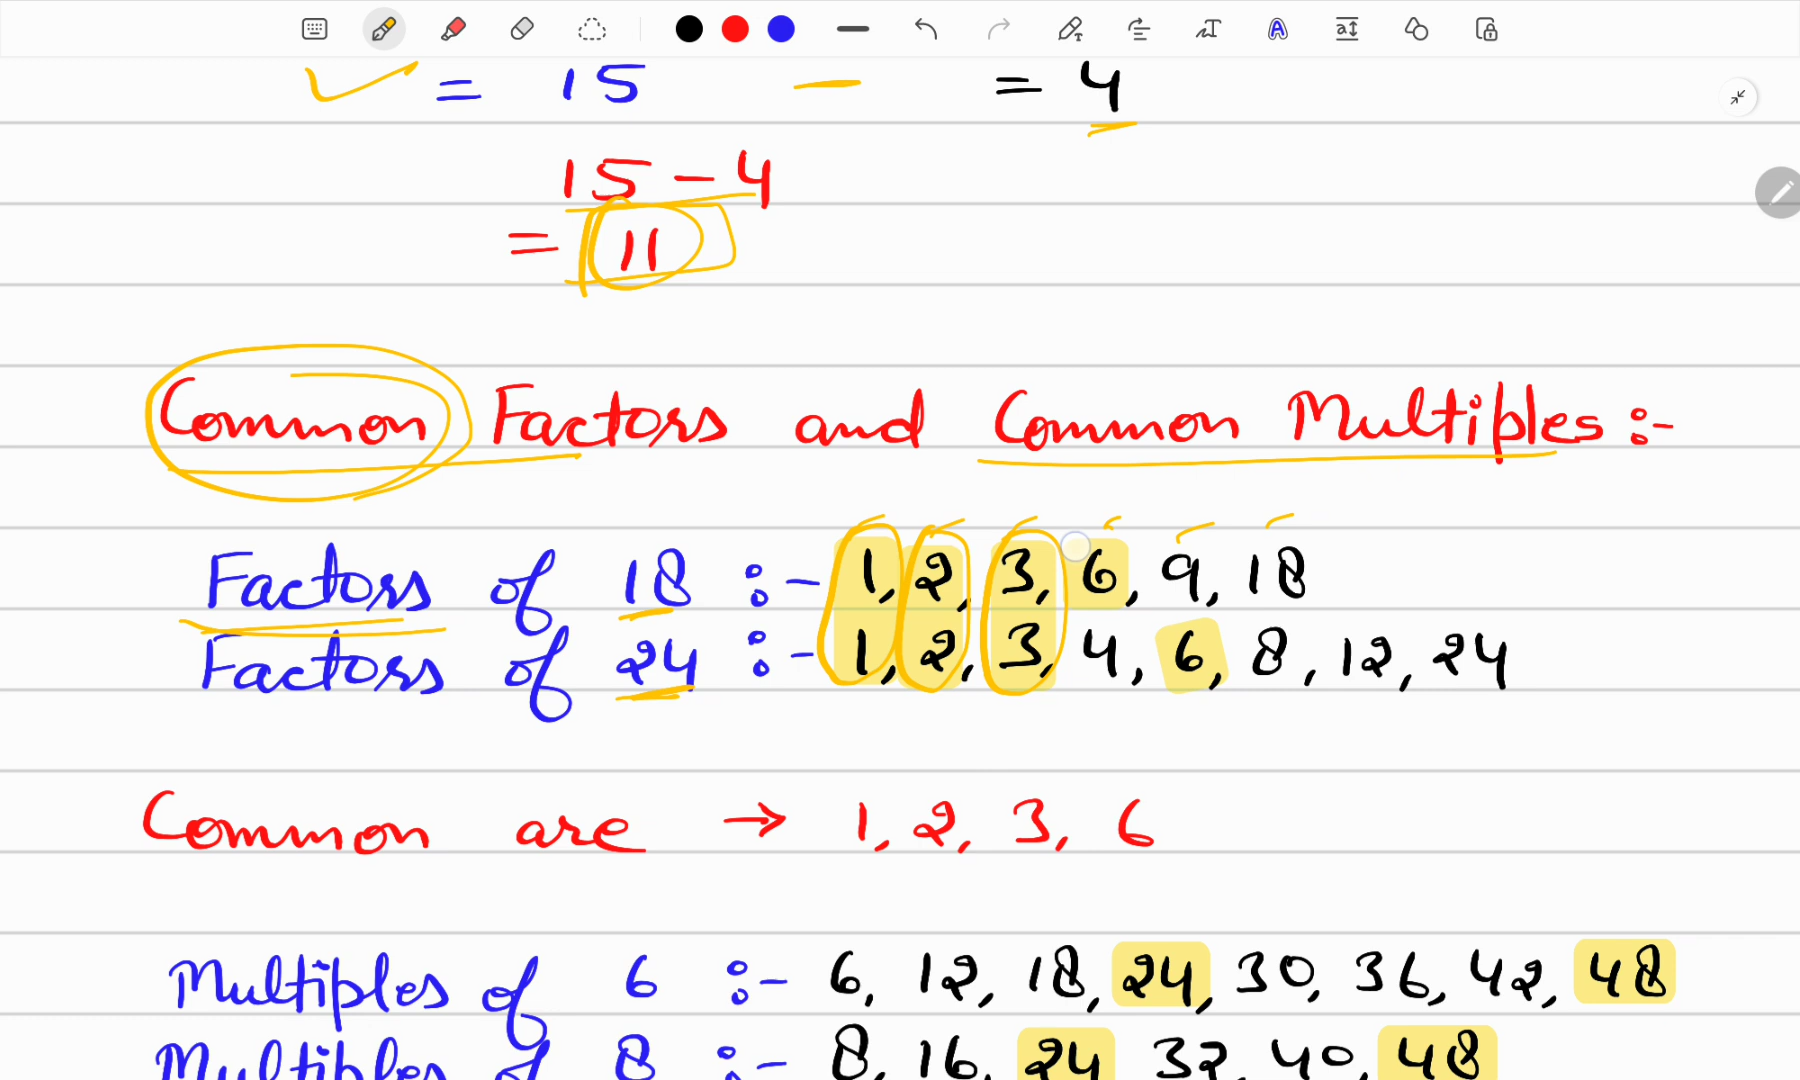 = 15 — = 4
15 - 4
= 11
Common Factors and Common Multiples :-
Factors of 18 :- 1, 2, 3, 6, 9, 18
Factors of 24 :- 1, 2, 3, 4, 6, 8, 12, 24
Common are → 1, 2, 3, 6
Multiples of 6 :- 6, 12, 18, 24, 30, 36, 42, 48
Multiples of 8 :- 8, 16, 24 32, 40, 48